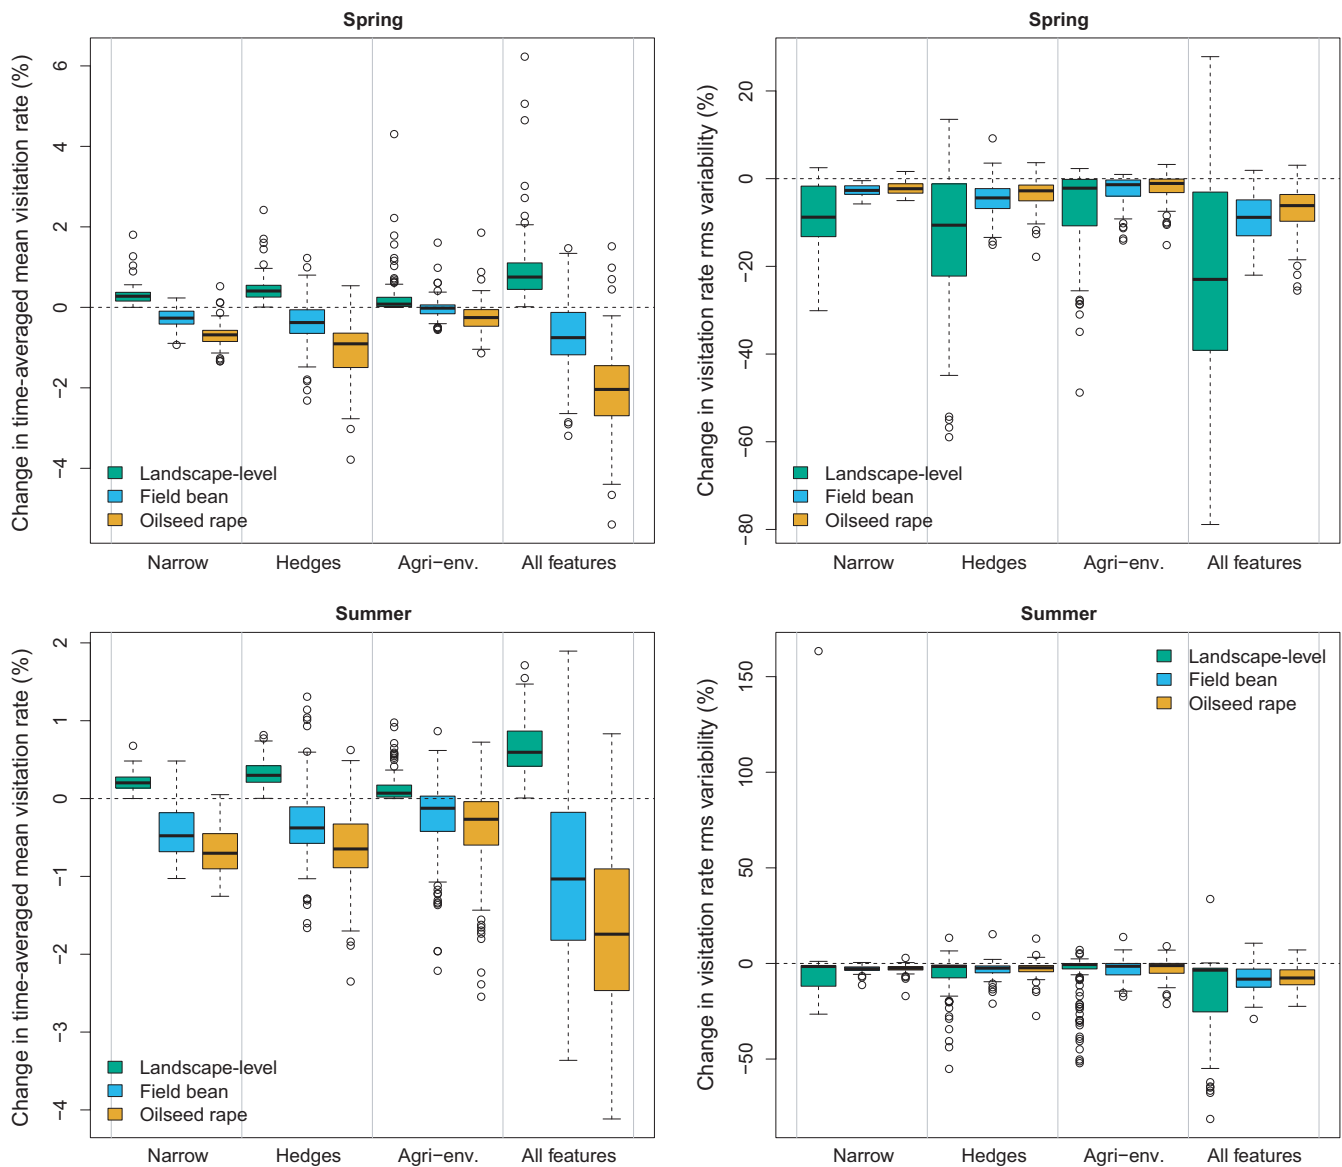 Spring
Change in time-averaged mean visitation rate (%)
6
4
2
0
−2
−4
Landscape-level
Field bean
Oilseed rape
Narrow Hedges Agri−env. All features
Spring
Change in visitation rate rms variability (%)
20
0
−20
−40
−60
−80
Landscape-level
Field bean
Oilseed rape
Narrow Hedges Agri−env. All features
Summer
Change in time-averaged mean visitation rate (%)
2
1
0
−1
−2
−3
−4
Landscape-level
Field bean
Oilseed rape
Narrow Hedges Agri−env. All features
Summer
Change in visitation rate rms variability (%)
150
100
50
0
−50
Landscape-level
Field bean
Oilseed rape
Narrow Hedges Agri−env. All features